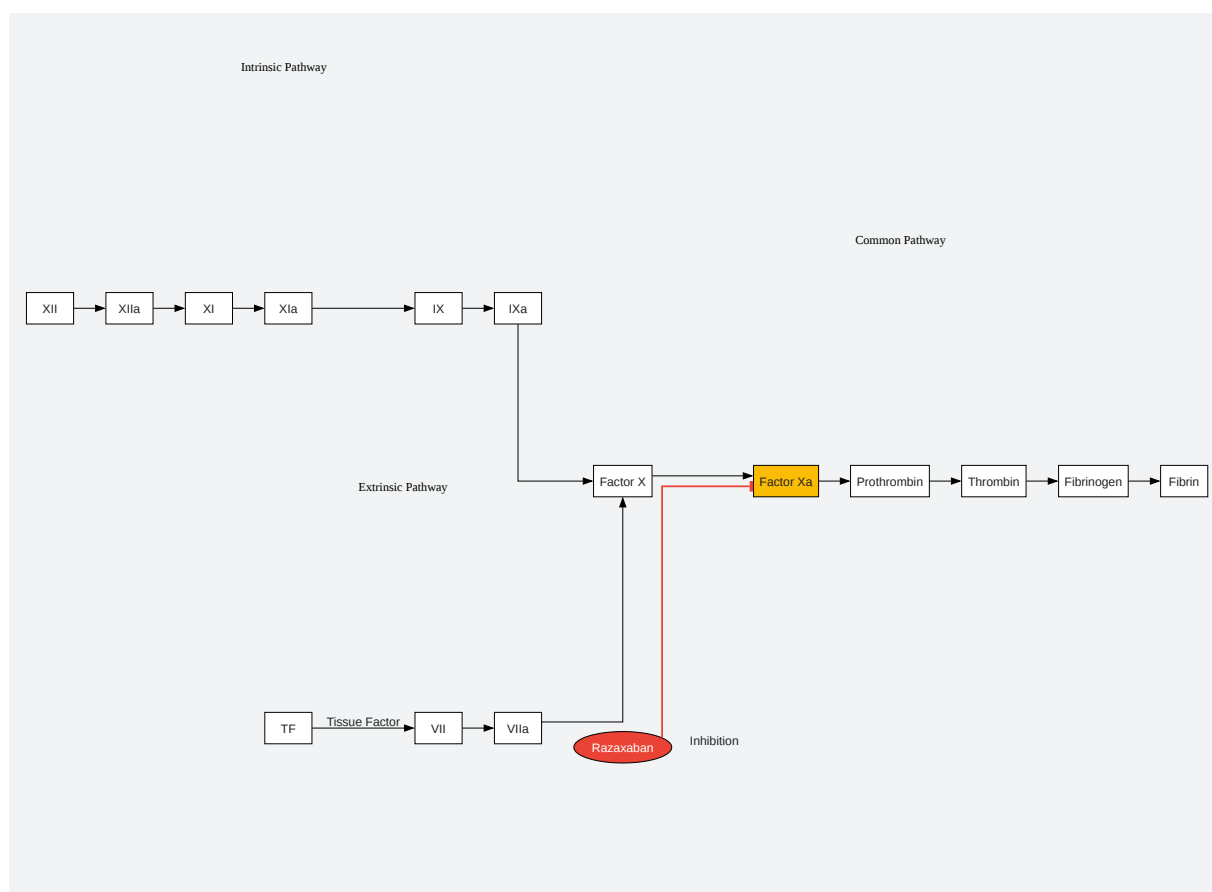 Intrinsic Pathway
Common Pathway
XII
XIIa
XI
XIa
IX
IXa
Extrinsic Pathway
Factor X
Factor Xa
Prothrombin
Thrombin
Fibrinogen
Fibrin
TF
Tissue Factor
VII
VIIa
Razaxaban
Inhibition